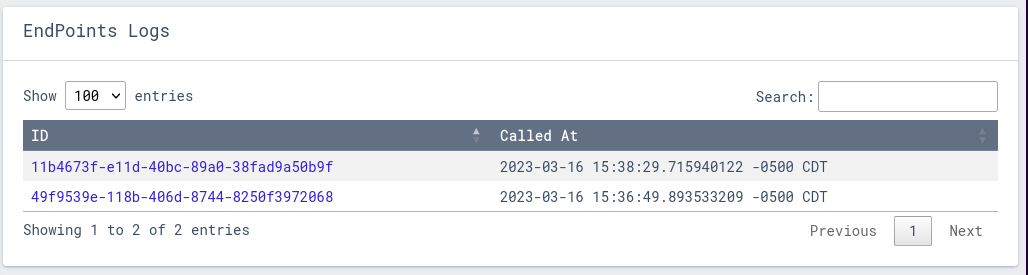 EndPoints Logs
Show 100 entries Search:
ID Called At
11b4673f-e11d-40bc-89a0-38fad9a50b9f 2023-03-16 15:38:29.715940122 -0500 CDT
49f9539e-118b-406d-8744-8250f3972068 2023-03-16 15:36:49.893533209 -0500 CDT
Showing 1 to 2 of 2 entries Previous 1 Next